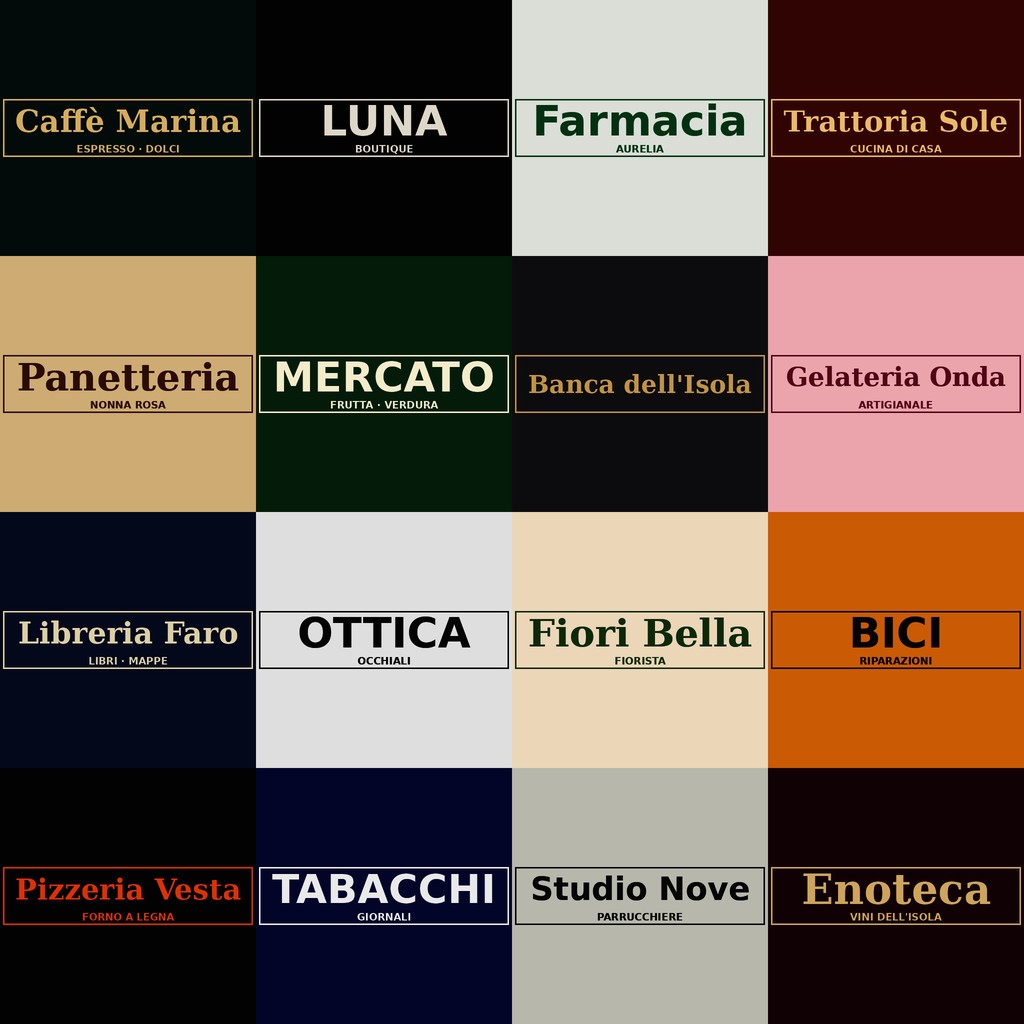 Caffè Marina
ESPRESSO · DOLCI
LUNA
BOUTIQUE
Farmacia
AURELIA
Trattoria Sole
CUCINA DI CASA
Panetteria
NONNA ROSA
MERCATO
FRUTTA · VERDURA
Banca dell'Isola
Gelateria Onda
ARTIGIANALE
Libreria Faro
LIBRI · MAPPE
OTTICA
OCCHIALI
Fiori Bella
FIORISTA
BICI
RIPARAZIONI
Pizzeria Vesta
FORNO A LEGNA
TABACCHI
GIORNALI
Studio Nove
PARRUCCHIERE
Enoteca
VINI DELL'ISOLA